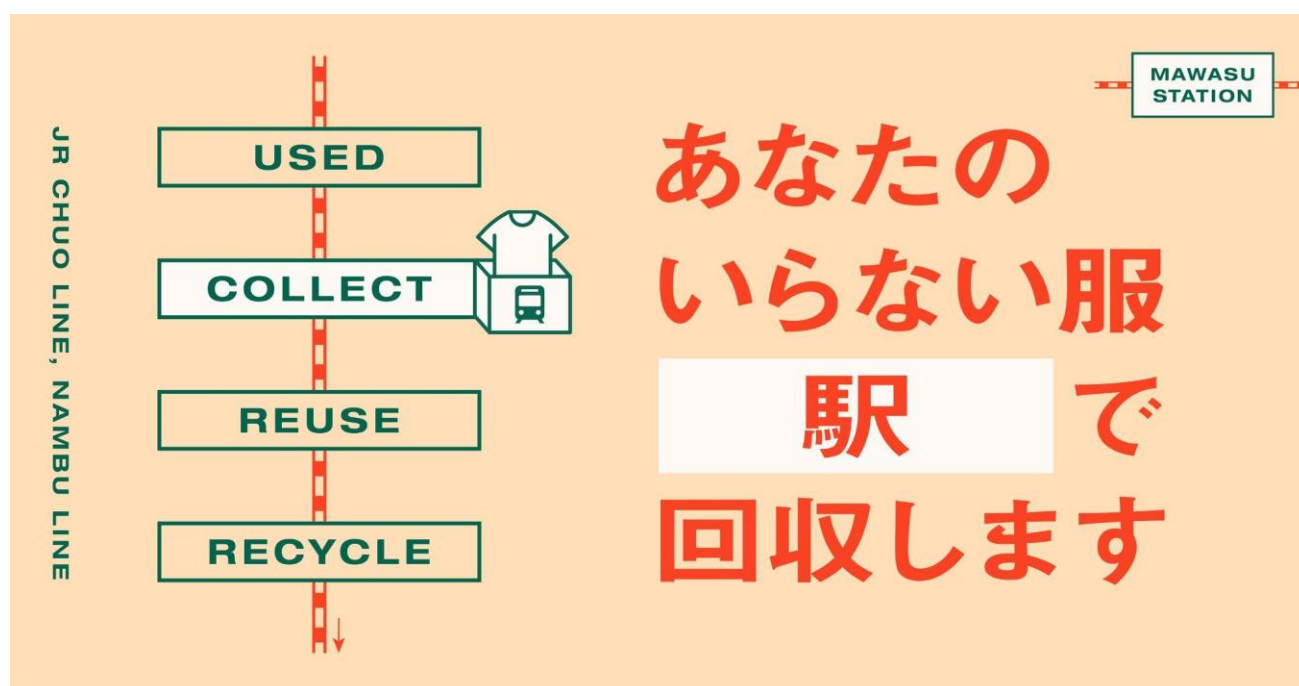 JR CHUO LINE, NAMBU LINE
USED
COLLECT
REUSE
RECYCLE
MAWASU
STATION
あなたの
いらない服
駅で
回収します